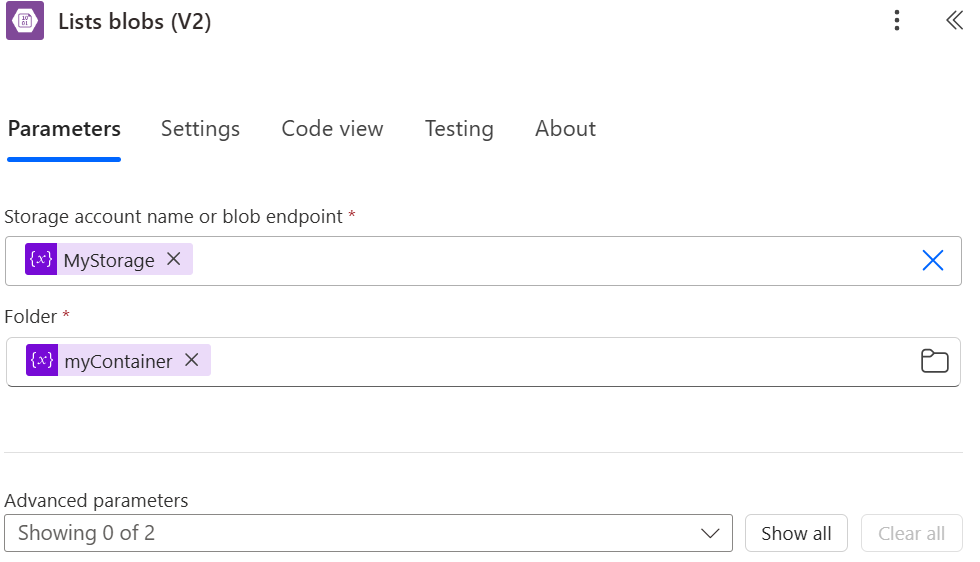 Lists blobs (V2)
Parameters Settings Code view Testing About
Storage account name or blob endpoint *
{x} MyStorage
Folder *
{x} myContainer
Advanced parameters
Showing 0 of 2 Show all Clear all